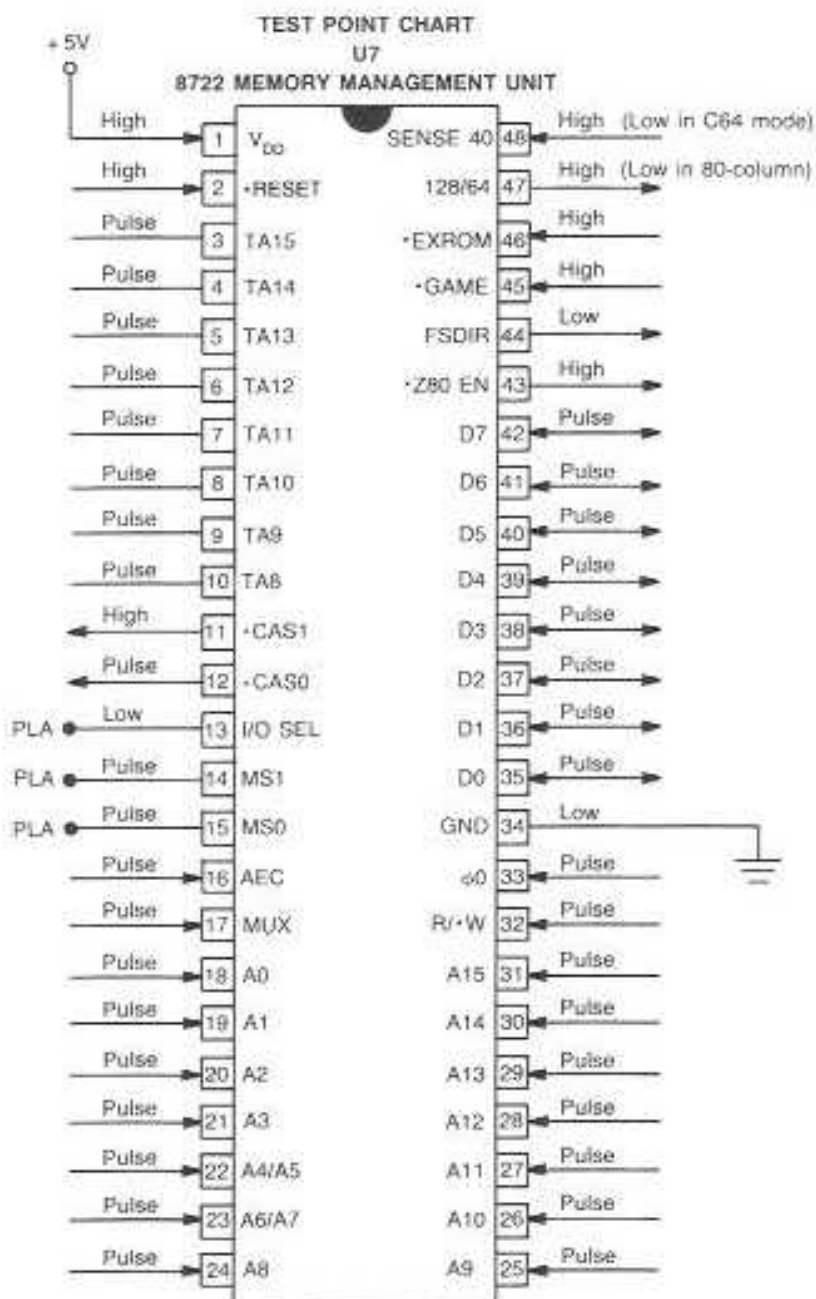 TEST POINT CHART
+5V
U7
8722 MEMORY MANAGEMENT UNIT
High 1 VDD SENSE 40 48 High (Low in C64 mode)
High 2 •RESET 128/64 47 High (Low in 80-column)
Pulse 3 TA15 •EXROM 46 High
Pulse 4 TA14 •GAME 45 High
Pulse 5 TA13 FSDIR 44 Low
Pulse 6 TA12 •Z80 EN 43 High
Pulse 7 TA11 D7 42 Pulse
Pulse 8 TA10 D6 41 Pulse
Pulse 9 TA9 D5 40 Pulse
Pulse 10 TA8 D4 39 Pulse
High 11 •CAS1 D3 38 Pulse
Pulse 12 •CAS0 D2 37 Pulse
PLA Low 13 I/O SEL D1 36 Pulse
PLA Pulse 14 MS1 D0 35 Pulse
PLA Pulse 15 MS0 GND 34 Low
Pulse 16 AEC ø0 33 Pulse
Pulse 17 MUX R/•W 32 Pulse
Pulse 18 A0 A15 31 Pulse
Pulse 19 A1 A14 30 Pulse
Pulse 20 A2 A13 29 Pulse
Pulse 21 A3 A12 28 Pulse
Pulse 22 A4/A5 A11 27 Pulse
Pulse 23 A6/A7 A10 26 Pulse
Pulse 24 A8 A9 25 Pulse